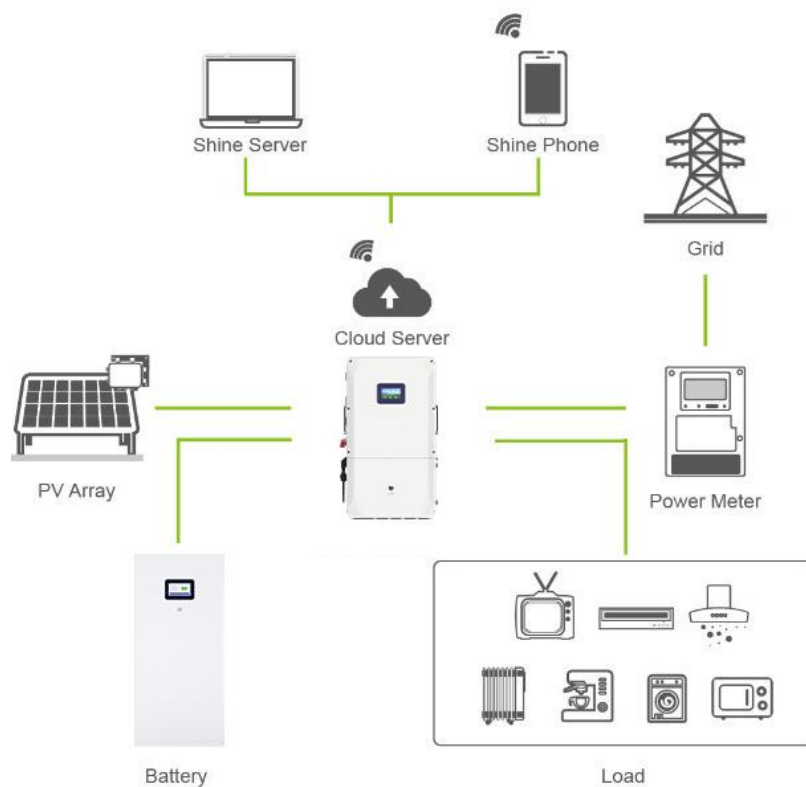 Shine Server
Shine Phone
Grid
Cloud Server
PV Array
Power Meter
Battery
Load